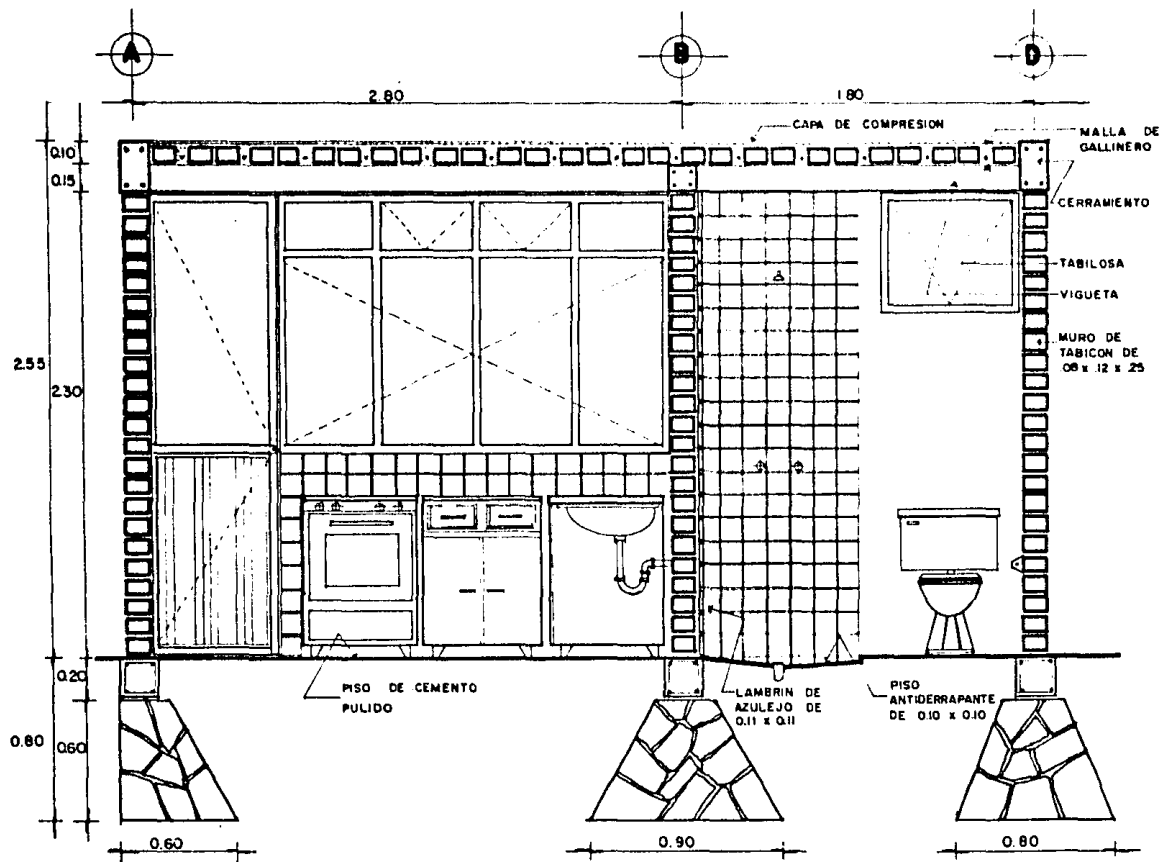 A
B
D
2.80
1.80
CAPA DE COMPRESION
MALLA DE
GALLINERO
0.10
0.15
CERRAMIENTO
TABILOSA
VIGUETA
MURO DE
TABICON DE
.08 x .12 x .25
2.55
2.30
0.20
PISO DE CEMENTO
PULIDO
LAMBRIN DE
AZULEJO DE
0.11 x 0.11
PISO
ANTIDERRAPANTE
DE 0.10 x 0.10
0.80
0.60
0.60
0.90
0.80